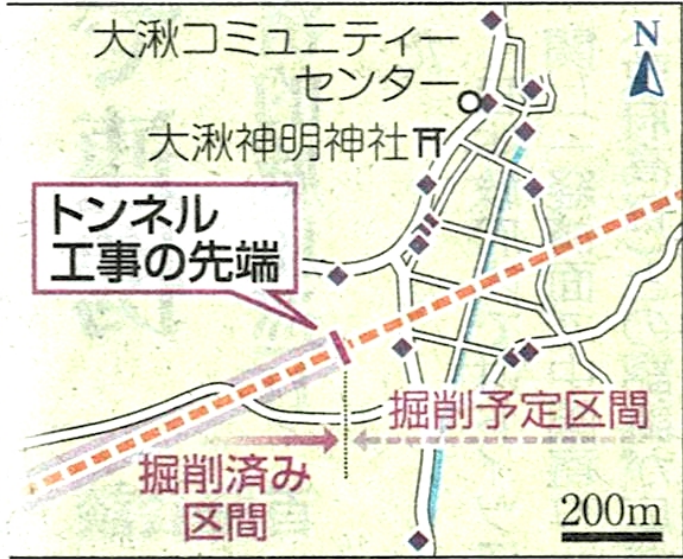 大湫コミュニティー
センター
N
大湫神明神社
トンネル
工事の先端
掘削予定区間
掘削済み
区間
200m